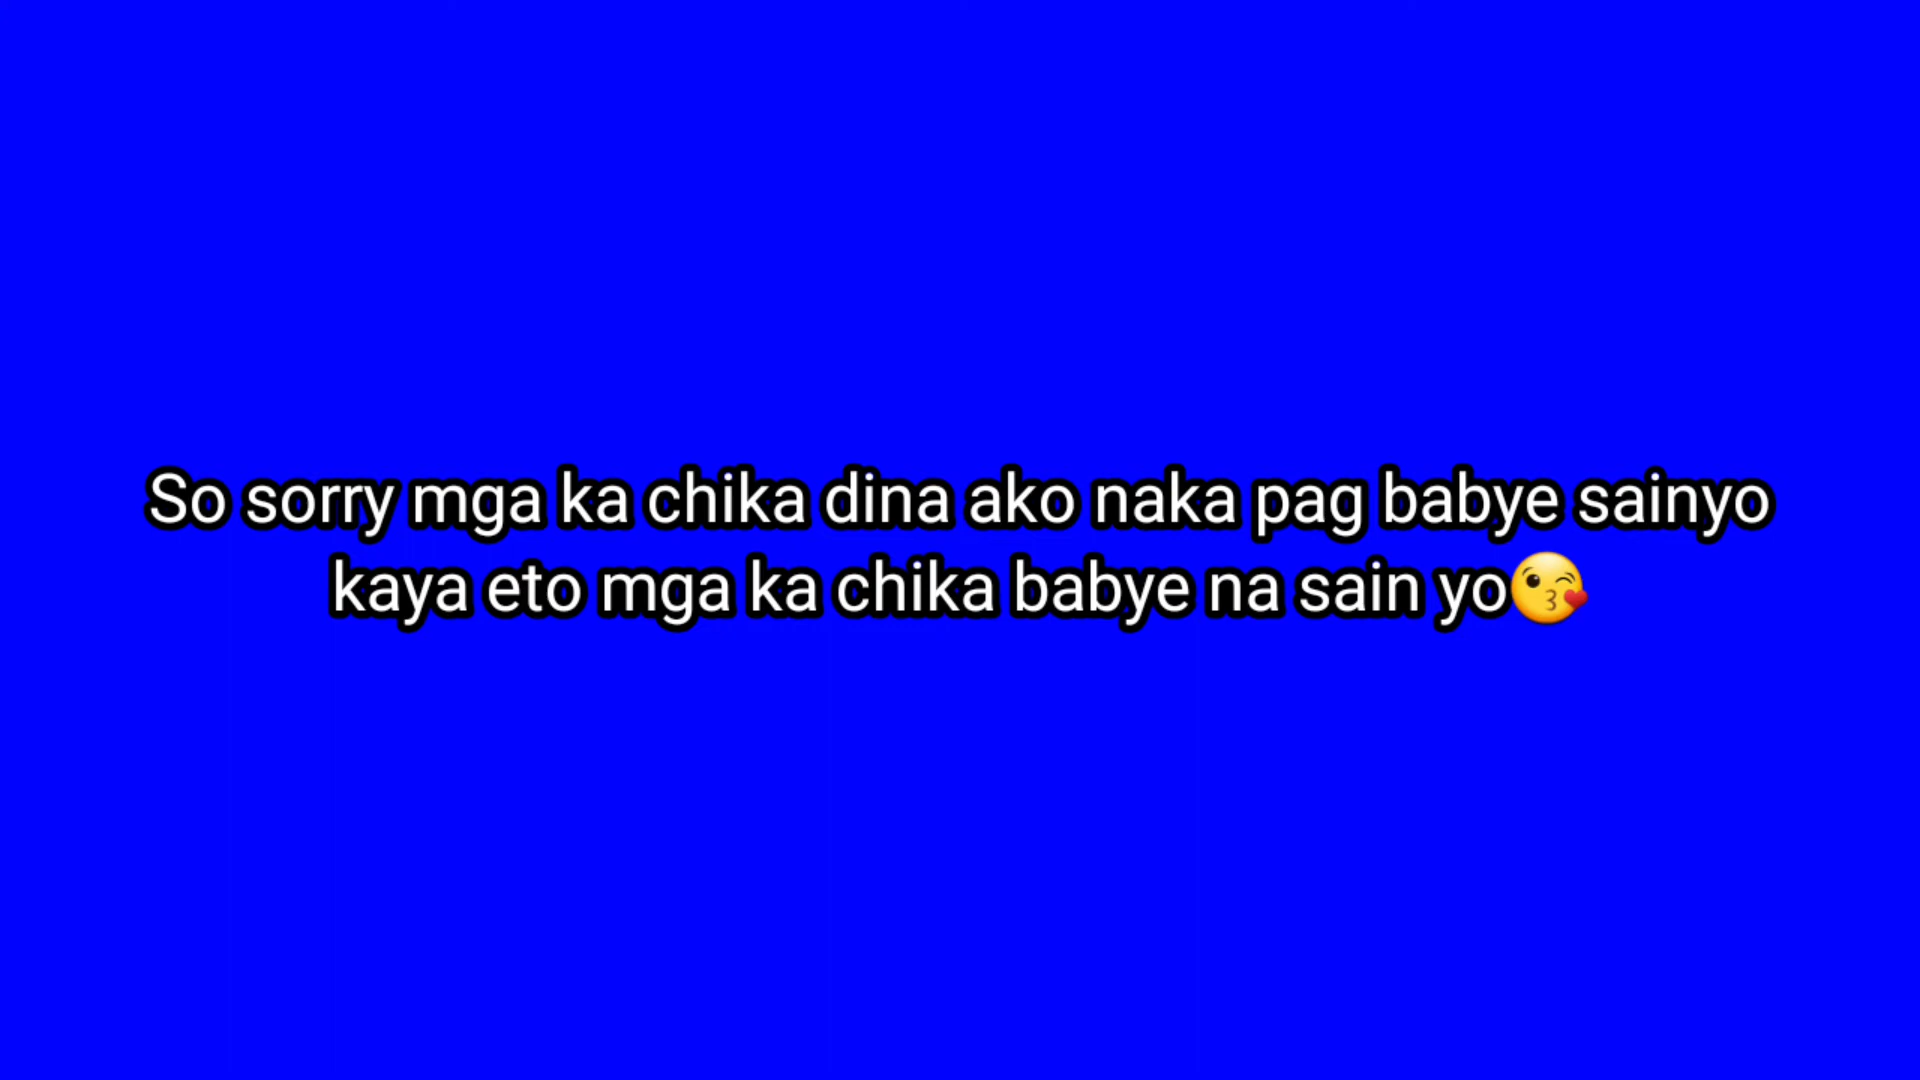 So sorry mga ka chika dina ako naka pag babye sainyo
kaya eto mga ka chika babye na sain yo😘